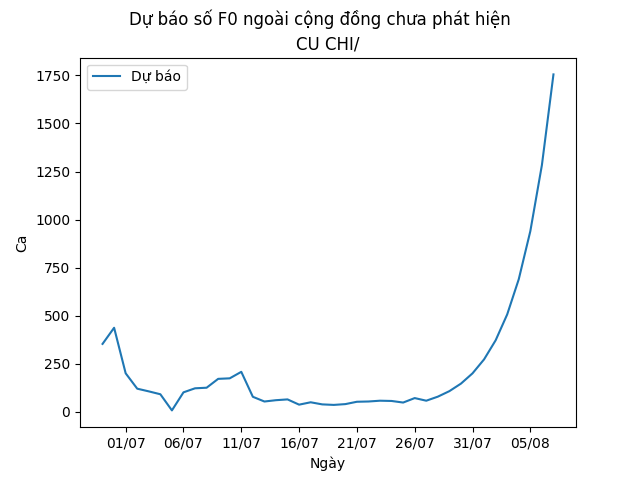 Dự báo số F0 ngoài cộng đồng chưa phát hiện
CU CHI/
Dự báo
1750
1500
1250
1000
750
500
250
0
Ca
01/07 06/07 11/07 16/07 21/07 26/07 31/07 05/08
Ngày